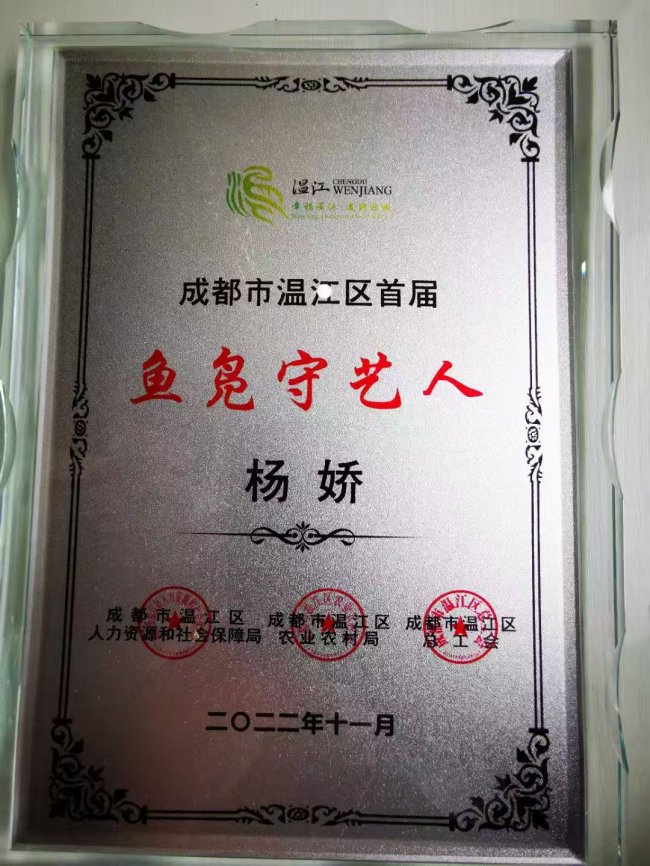 温江 CHENGDU WENJIANG
成都市温江区首届
鱼凫守艺人
杨娇
成都市温江区 人力资源和社会保障局
成都市温江区 农业农村局
成都市温江区 总工会
二〇二二年十一月